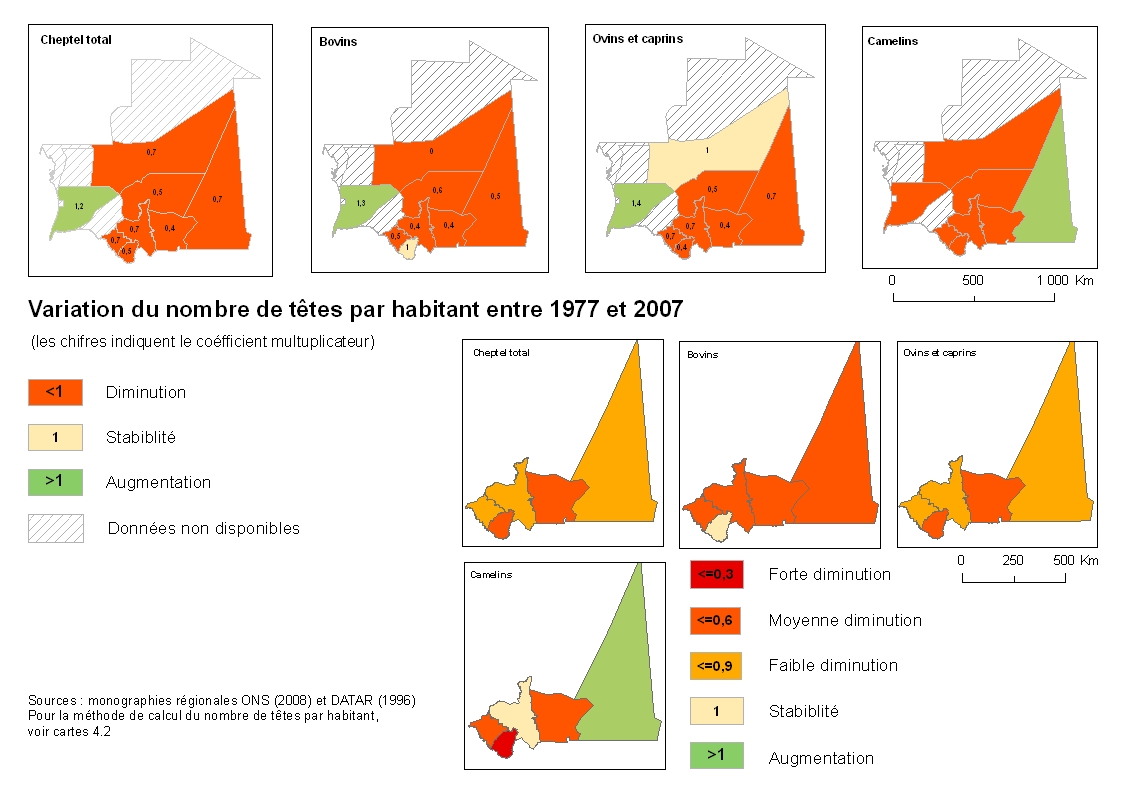 Cheptel total
0,7
0,5
0,7
1,2
0,7
0,4
0,7
0,5
Bovins
0
0,6
0,5
1,3
0,4
0,4
0,5
1
Ovins et caprins
1
0,5
0,7
1,4
0,7
0,4
0,7
0,4
Camelins
0 500 1 000 Km
Variation du nombre de têtes par habitant entre 1977 et 2007
(les chifres indiquent le coéfficient multuplicateur)
<1 Diminution
1 Stabiblité
>1 Augmentation
Données non disponibles
Cheptel total
Bovins
Ovins et caprins
0 250 500 Km
Camelins
<=0,3 Forte diminution
<=0,6 Moyenne diminution
<=0,9 Faible diminution
1 Stabiblité
>1 Augmentation
Sources : monographies régionales ONS (2008) et DATAR (1996)
Pour la méthode de calcul du nombre de têtes par habitant,
voir cartes 4.2